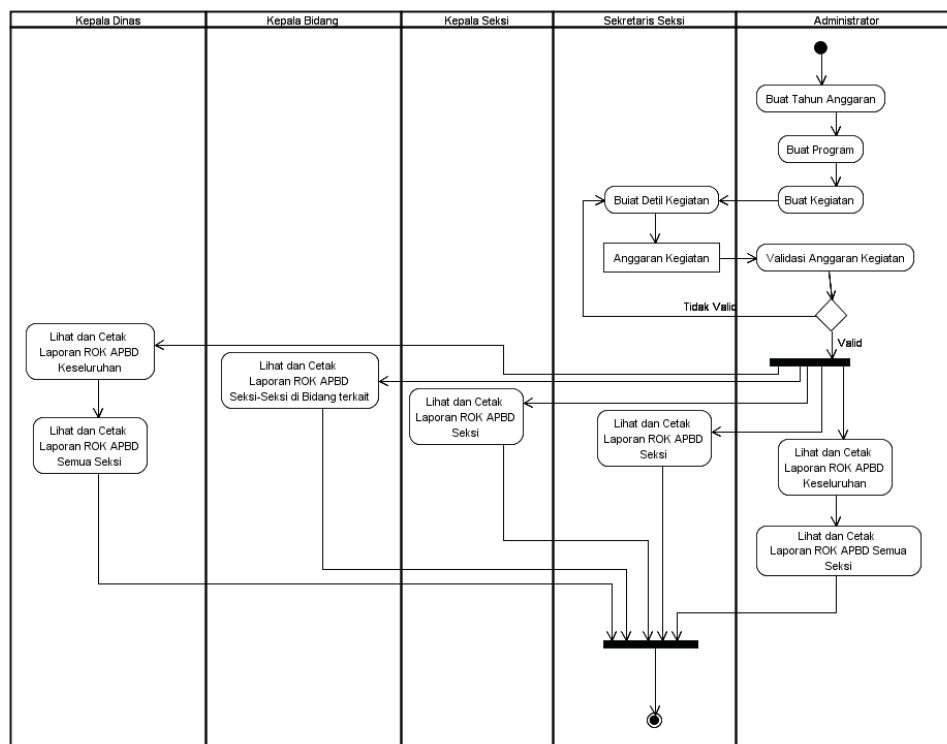 Kepala Dinas
Kepala Bidang
Kepala Seksi
Sekretaris Seksi
Administrator
Buat Tahun Anggaran
Buat Program
Buiat Detil Kegiatan
Buat Kegiatan
Anggaran Kegiatan
Validasi Anggaran Kegiatan
Tidak Valid
Valid
Lihat dan Cetak
Laporan ROK APBD
Keseluruhan
Lihat dan Cetak
Laporan ROK APBD
Seksi-Seksi di Bidang terkait
Lihat dan Cetak
Laporan ROK APBD
Seksi
Lihat dan Cetak
Laporan ROK APBD
Seksi
Lihat dan Cetak
Laporan ROK APBD
Keseluruhan
Lihat dan Cetak
Laporan ROK APBD
Semua Seksi
Lihat dan Cetak
Laporan ROK APBD Semua
Seksi